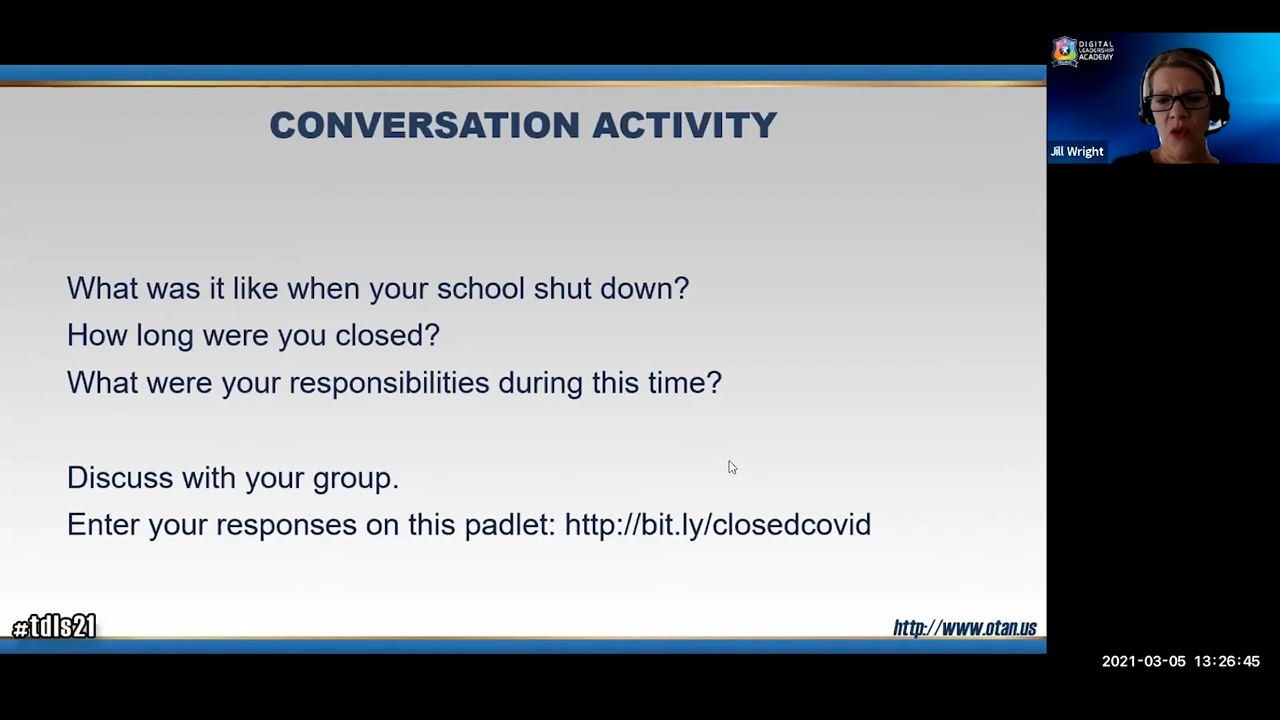 CONVERSATION ACTIVITY
What was it like when your school shut down?
How long were you closed?
What were your responsibilities during this time?
Discuss with your group.
Enter your responses on this padlet: http://bit.ly/closedcovid
#tdls21
http://www.otan.us
DIGITAL
LEADERSHIP
ACADEMY
Jill Wright
2021-03-05 13:26:45